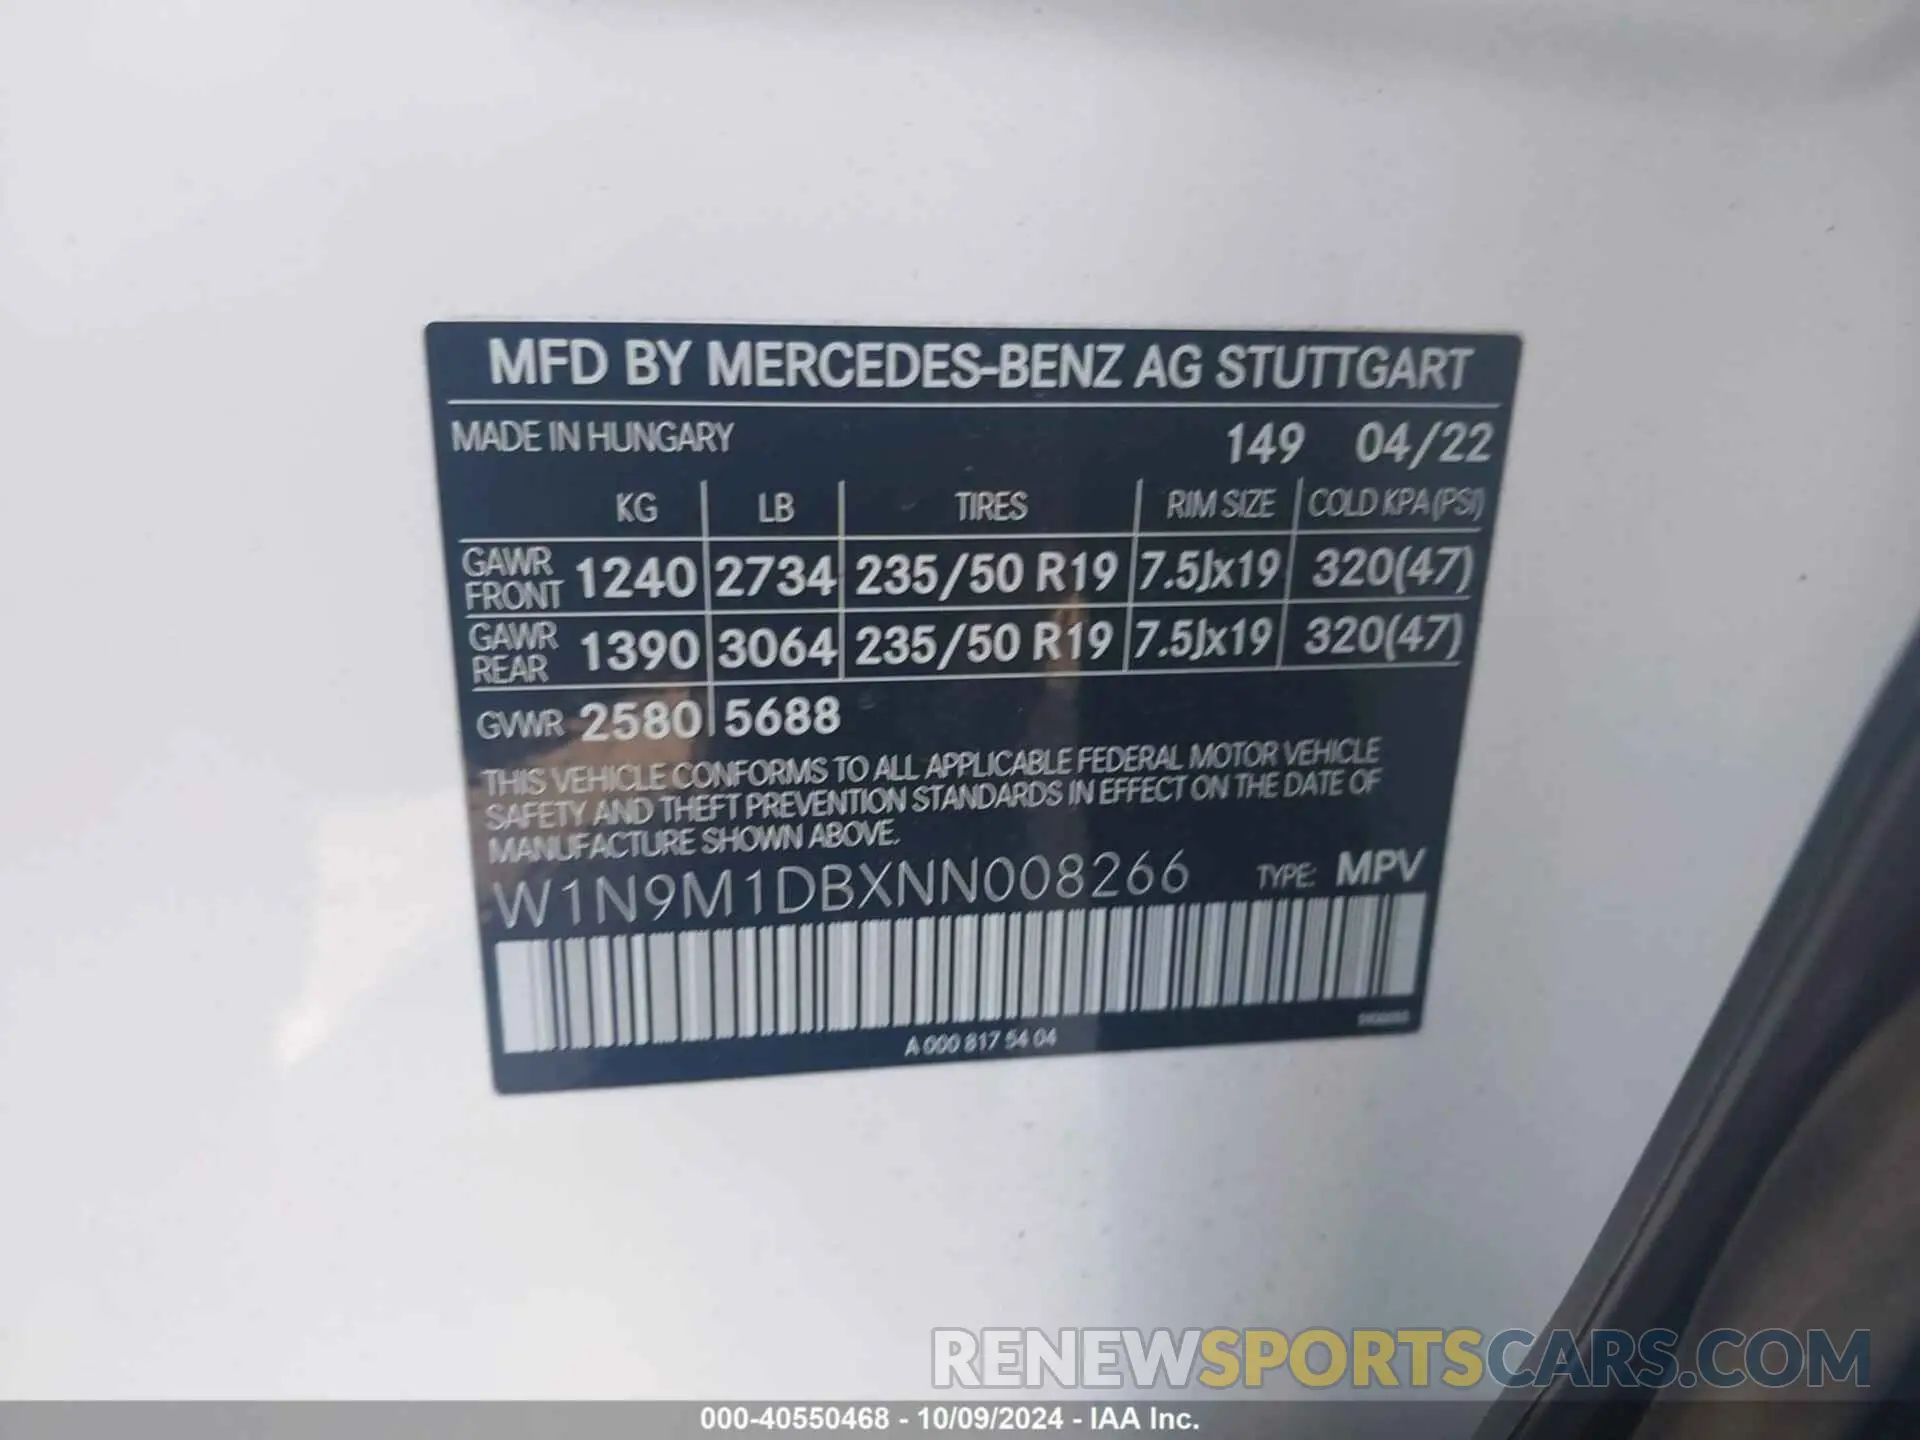 MFD BY MERCEDES-BENZ AG STUTTGART
MADE IN HUNGARY 149 04/22
KG LB TIRES RIM SIZE COLD KPA (PSI)
GAWR FRONT 1240 2734 235/50 R19 7.5Jx19 320(47)
GAWR REAR 1390 3064 235/50 R19 7.5Jx19 320(47)
GVWR 2580 5688
THIS VEHICLE CONFORMS TO ALL APPLICABLE FEDERAL MOTOR VEHICLE
SAFETY AND THEFT PREVENTION STANDARDS IN EFFECT ON THE DATE OF
MANUFACTURE SHOWN ABOVE.
W1N9M1DBXNN008266 TYPE: MPV
A 000 817 54 04
RENEWSPORTSCARS.COM
000-40550468 - 10/09/2024 - IAA Inc.